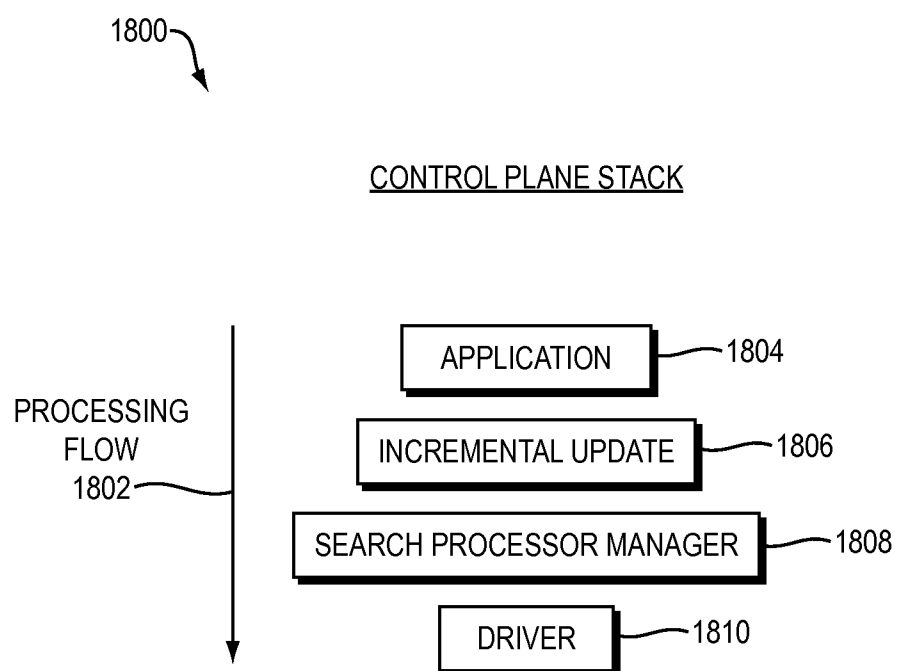 1800
CONTROL PLANE STACK
APPLICATION
1804
PROCESSING
FLOW
1802
INCREMENTAL UPDATE
1806
SEARCH PROCESSOR MANAGER
1808
DRIVER
1810